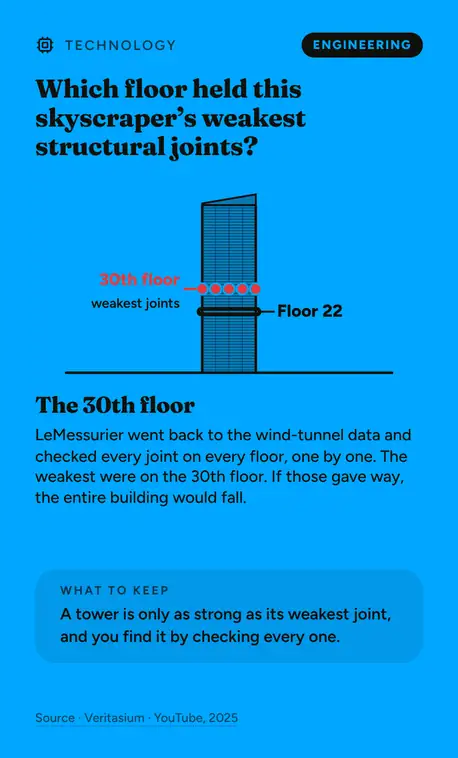 TECHNOLOGY
ENGINEERING
Which floor held this
skyscraper’s weakest
structural joints?
30th floor
weakest joints
Floor 22
The 30th floor
LeMessurier went back to the wind-tunnel data and
checked every joint on every floor, one by one. The
weakest were on the 30th floor. If those gave way,
the entire building would fall.
WHAT TO KEEP
A tower is only as strong as its weakest joint,
and you find it by checking every one.
Source · Veritasium · YouTube, 2025